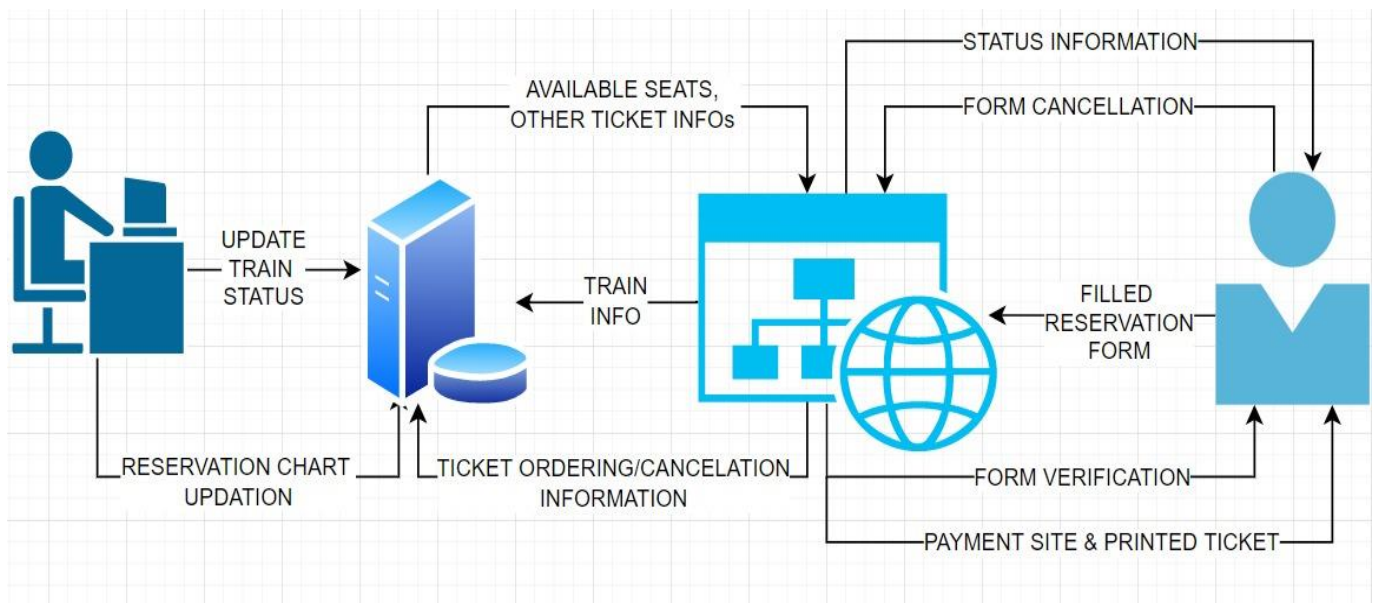 STATUS INFORMATION
AVAILABLE SEATS,
OTHER TICKET INFOs
FORM CANCELLATION
UPDATE
TRAIN
STATUS
TRAIN
INFO
FILLED
RESERVATION
FORM
RESERVATION CHART
UPDATION
TICKET ORDERING/CANCELATION
INFORMATION
FORM VERIFICATION
PAYMENT SITE & PRINTED TICKET